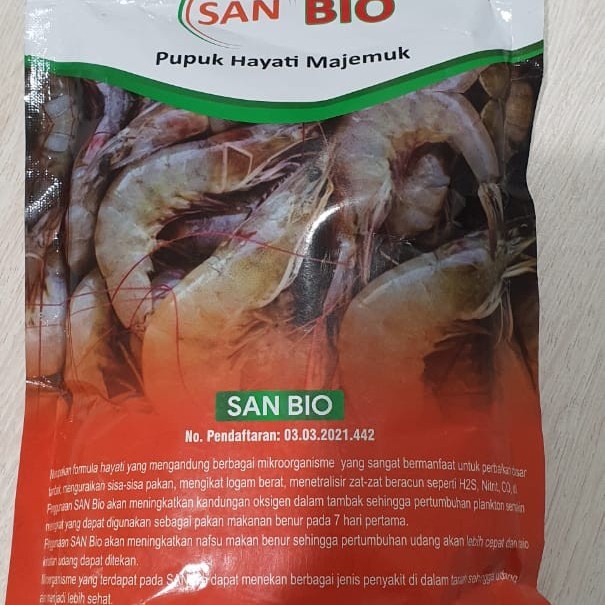 SAN BIO
Pupuk Hayati Majemuk
SAN BIO
No. Pendaftaran: 03.03.2021.442
formula hayati yang mengandung berbagai mikroorganisme yang sangat bermanfaat untuk perbaikan
menguraikan sisa-sisa pakan, mengikat logam berat, menetralisir zat-zat beracun seperti H2S, Nitrit,
SAN Bio akan meningkatkan kandungan oksigen dalam tambak sehingga pertumbuhan plankton
yang dapat digunakan sebagai pakan makanan benur pada 7 hari pertama.
SAN Bio akan meningkatkan nafsu makan benur sehingga pertumbuhan udang akan lebih cepat dan
udang dapat ditekan.
yang terdapat pada dapat menekan berbagai jenis penyakit di dalam sehingga udang
menjadi lebih sehat.